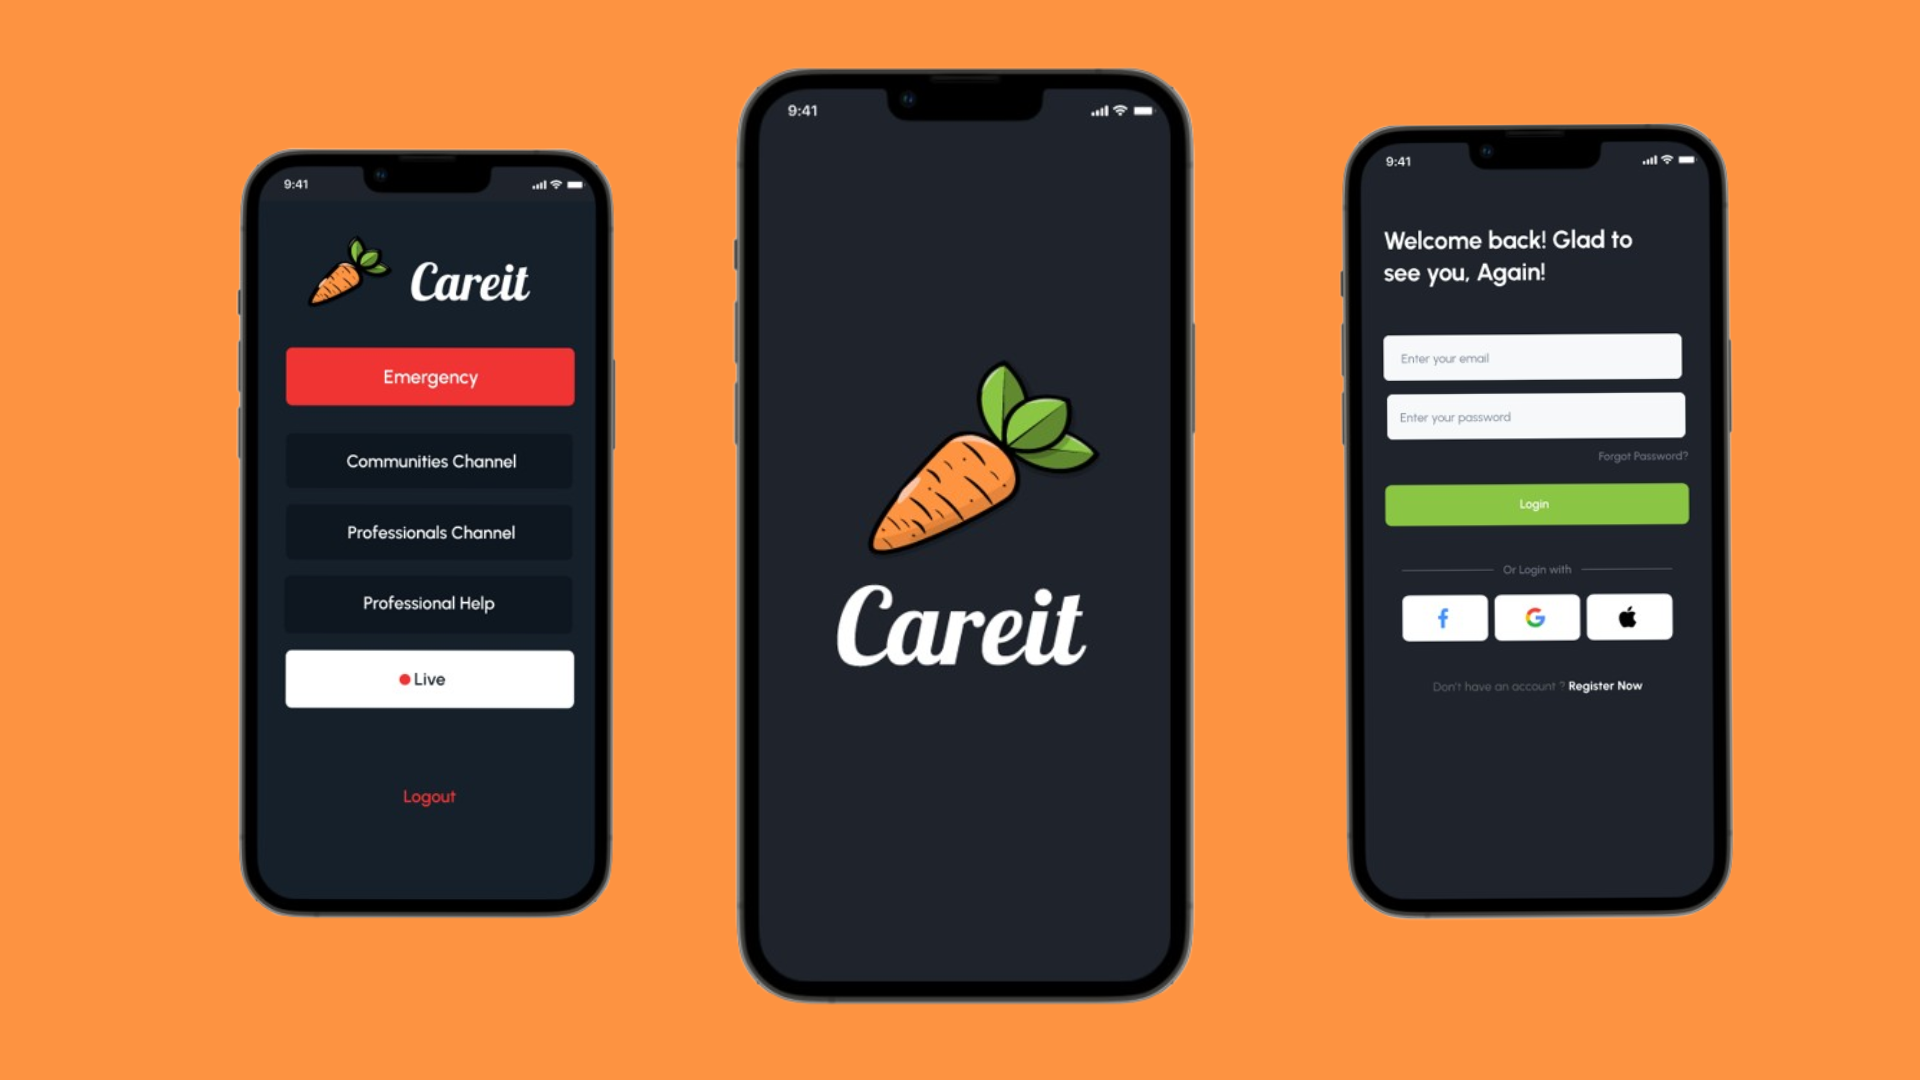 9:41
Careit
Emergency
Communities Channel
Professionals Channel
Professional Help
Live
Logout
9:41
Careit
9:41
Welcome back! Glad to
see you, Again!
Enter your email
Enter your password
Forgot Password?
Login
Or Login with
Don't have an account ? Register Now